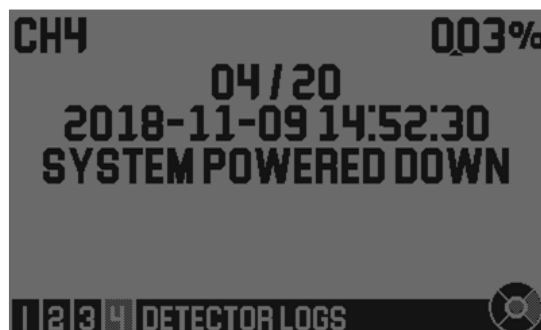 CH4 0.03%
04 / 20
2018-11-09 14:52:30
SYSTEM POWERED DOWN
1 2 3 4 DETECTOR LOGS